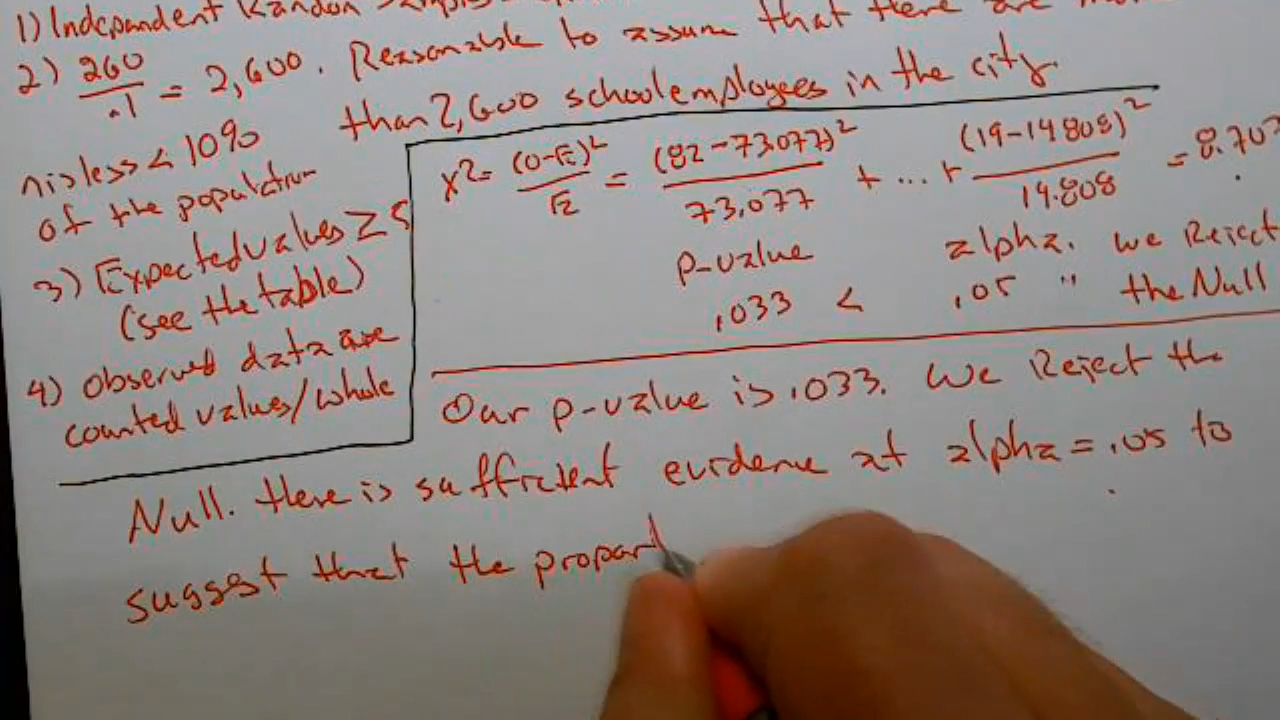 1) Independent Random
2) 260/.1 = 2,600. Reasonable to assume that there are
than 2,600 school employees in the city.
n is less < 10%
of the population
3) Expected values ≥ 5
(see the table)
4) Observed data are
counted values/whole
χ² = (O-E)²/E = (82-73.077)²/73.077 + ... + (19-14.808)²/14.808 = 8.70
p-value alpha. We Reject
.033 < .05 " the Null
Our p-value is .033. We Reject the
Null. there is sufficient evidence at alpha = .05 to
suggest that the proport